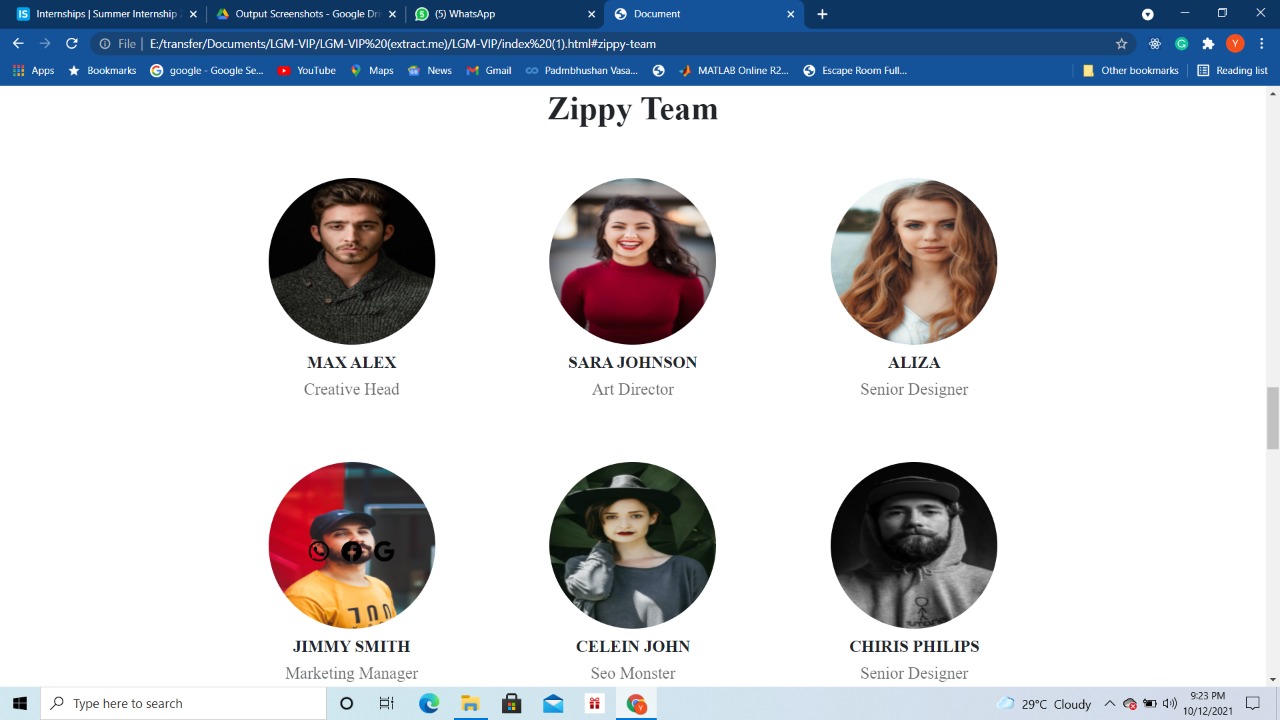 Internships | Summer Internship
Output Screenshots - Google Dri
(5) WhatsApp
Document
File | E:/transfer/Documents/LGM-VIP/LGM-VIP%20(extract.me)/LGM-VIP/index%20(1).html#zippy-team
Y
Apps
Bookmarks
google - Google Se...
YouTube
Maps
News
Gmail
Padmbhushan Vasa...
MATLAB Online R2...
Escape Room Full...
Other bookmarks
Reading list
Zippy Team
MAX ALEX
SARA JOHNSON
ALIZA
Creative Head
Art Director
Senior Designer
JIMMY SMITH
CELEIN JOHN
CHIRIS PHILIPS
Marketing Manager
Seo Monster
Senior Designer
Type here to search
29°C Cloudy
9:23 PM
10/12/2021